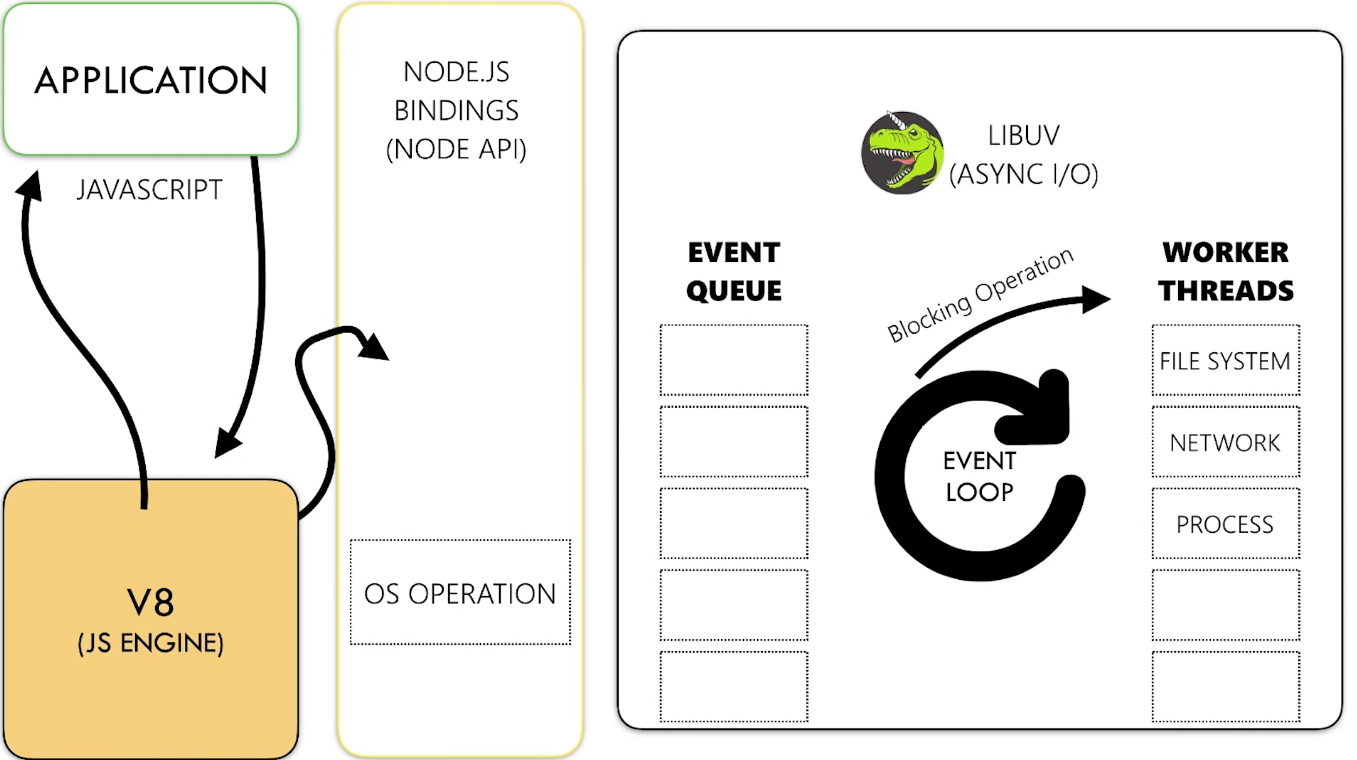 APPLICATION
JAVASCRIPT
V8
(JS ENGINE)
NODE.JS
BINDINGS
(NODE API)
OS OPERATION
LIBUV
(ASYNC I/O)
EVENT
QUEUE
Blocking Operation
EVENT
LOOP
WORKER
THREADS
FILE SYSTEM
NETWORK
PROCESS